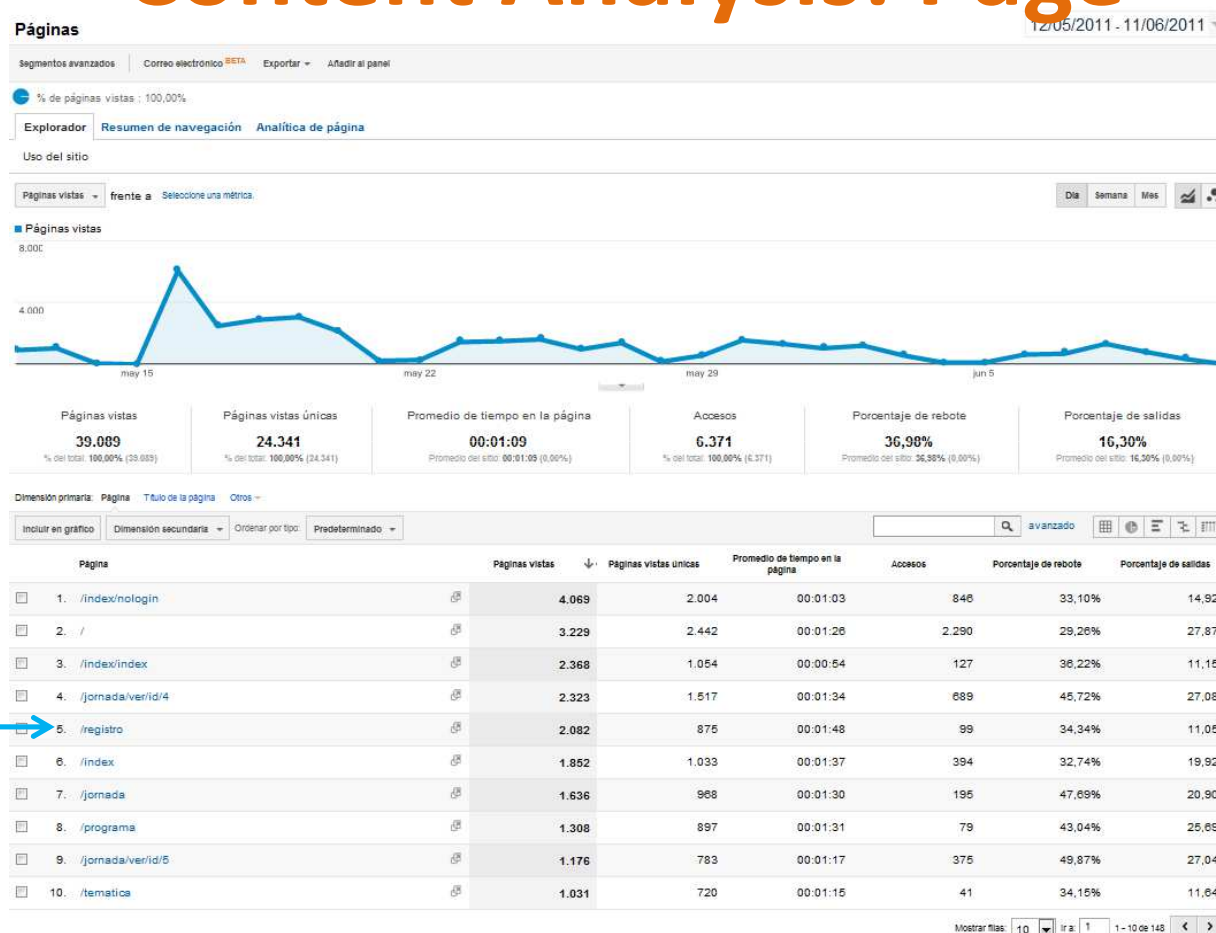 Content Analysis: Page
Páginas 12/05/2011 - 11/06/2011
Segmentos avanzados Correo electrónico BETA Exportar Añadir al panel
% de páginas vistas : 100,00%
Explorador Resumen de navegación Analítica de página
Uso del sitio
Páginas vistas frente a Seleccione una métrica. Día Semana Mes
Páginas vistas
8.000
4.000
may 15 may 22 may 29 jun 5
Páginas vistas Páginas vistas únicas Promedio de tiempo en la página Accesos Porcentaje de rebote Porcentaje de salidas
39.089 24.341 00:01:09 6.371 36,98% 16,30%
% del total: 100,00% (39.089) % del total: 100,00% (24.341) Promedio del sitio: 00:01:09 (0,00%) % del total: 100,00% (6.371) Promedio del sitio: 36,98% (0,00%) Promedio del sitio: 16,30% (0,00%)
Dimensión primaria: Página Título de la página Otros
Incluir en gráfico Dimensión secundaria Ordenar por tipo: Predeterminado avanzado
Página Páginas vistas Páginas vistas únicas Promedio de tiempo en la página Accesos Porcentaje de rebote Porcentaje de salidas
1. /index/nologin 4.069 2.004 00:01:03 846 33,10% 14,92
2. / 3.229 2.442 00:01:26 2.290 29,26% 27,87
3. /index/index 2.368 1.054 00:00:54 127 36,22% 11,15
4. /jornada/ver/id/4 2.323 1.517 00:01:34 689 45,72% 27,08
5. /registro 2.082 875 00:01:48 99 34,34% 11,05
6. /index 1.852 1.033 00:01:37 394 32,74% 19,92
7. /jornada 1.636 968 00:01:30 195 47,69% 20,90
8. /programa 1.308 897 00:01:31 79 43,04% 25,69
9. /jornada/ver/id/5 1.176 783 00:01:17 375 49,87% 27,04
10. /tematica 1.031 720 00:01:15 41 34,15% 11,64
Mostrar filas: 10 Ir a: 1 1 - 10 de 148